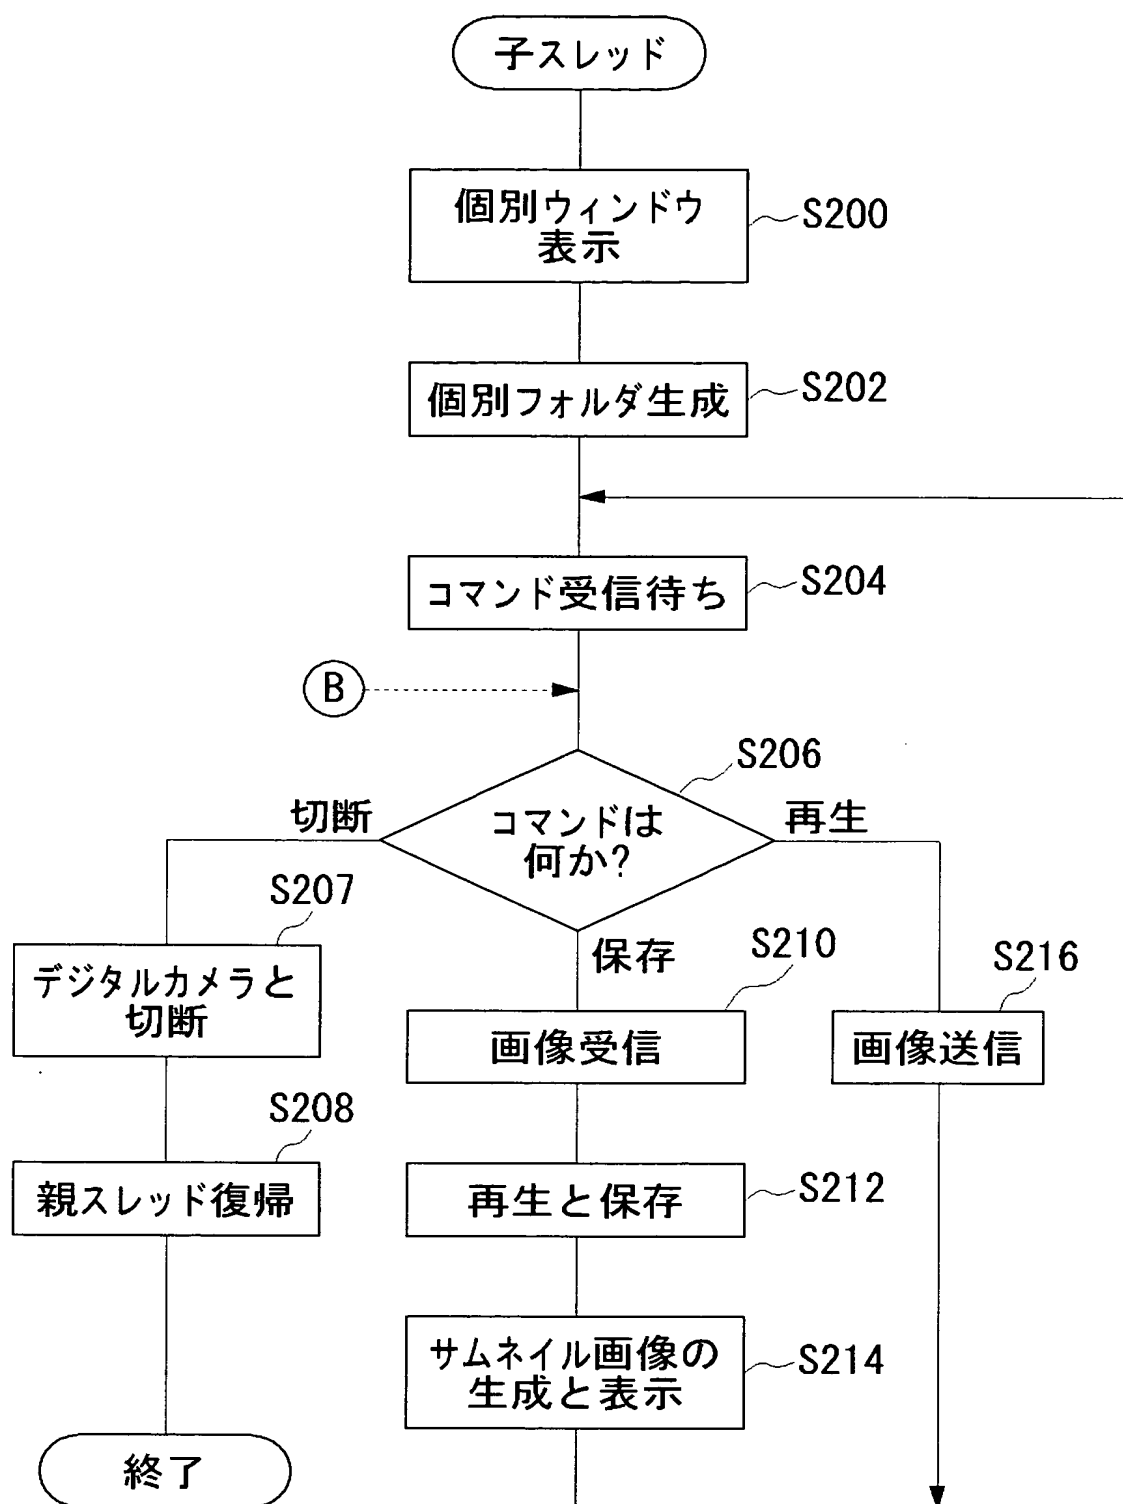 子スレッド
個別ウィンドウ
表示
S200
個別フォルダ生成
S202
コマンド受信待ち
S204
B
S206
コマンドは
何か?
切断
再生
S207
デジタルカメラと
切断
保存
S210
画像受信
S216
画像送信
S208
親スレッド復帰
再生と保存
S212
サムネイル画像の
生成と表示
S214
終了